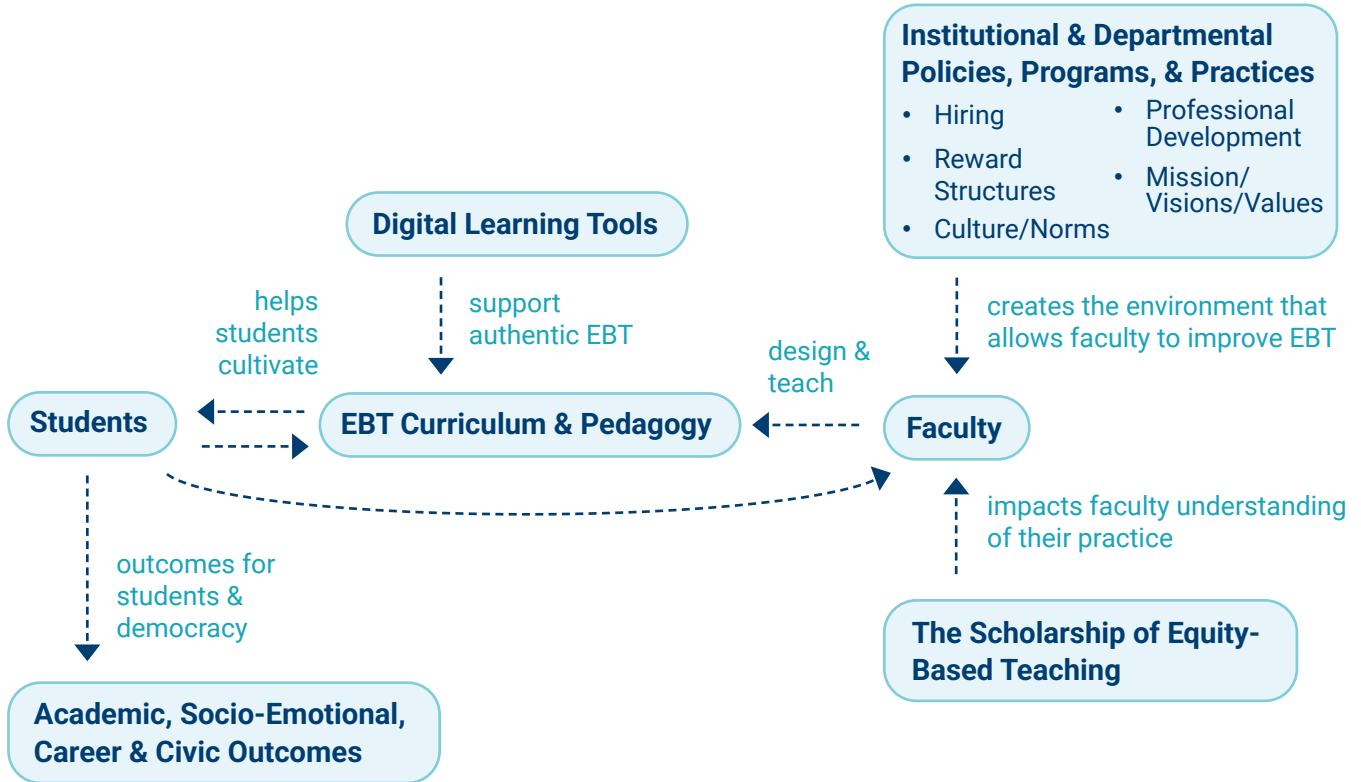 Institutional & Departmental
Policies, Programs, & Practices
• Hiring
• Reward
Structures
• Culture/Norms
• Professional
Development
• Mission/
Visions/Values
Digital Learning Tools
helps
students
cultivate
support
authentic EBT
creates the environment that
allows faculty to improve EBT
design &
teach
Students
EBT Curriculum & Pedagogy
Faculty
impacts faculty understanding
of their practice
outcomes for
students &
democracy
The Scholarship of Equity-
Based Teaching
Academic, Socio-Emotional,
Career & Civic Outcomes